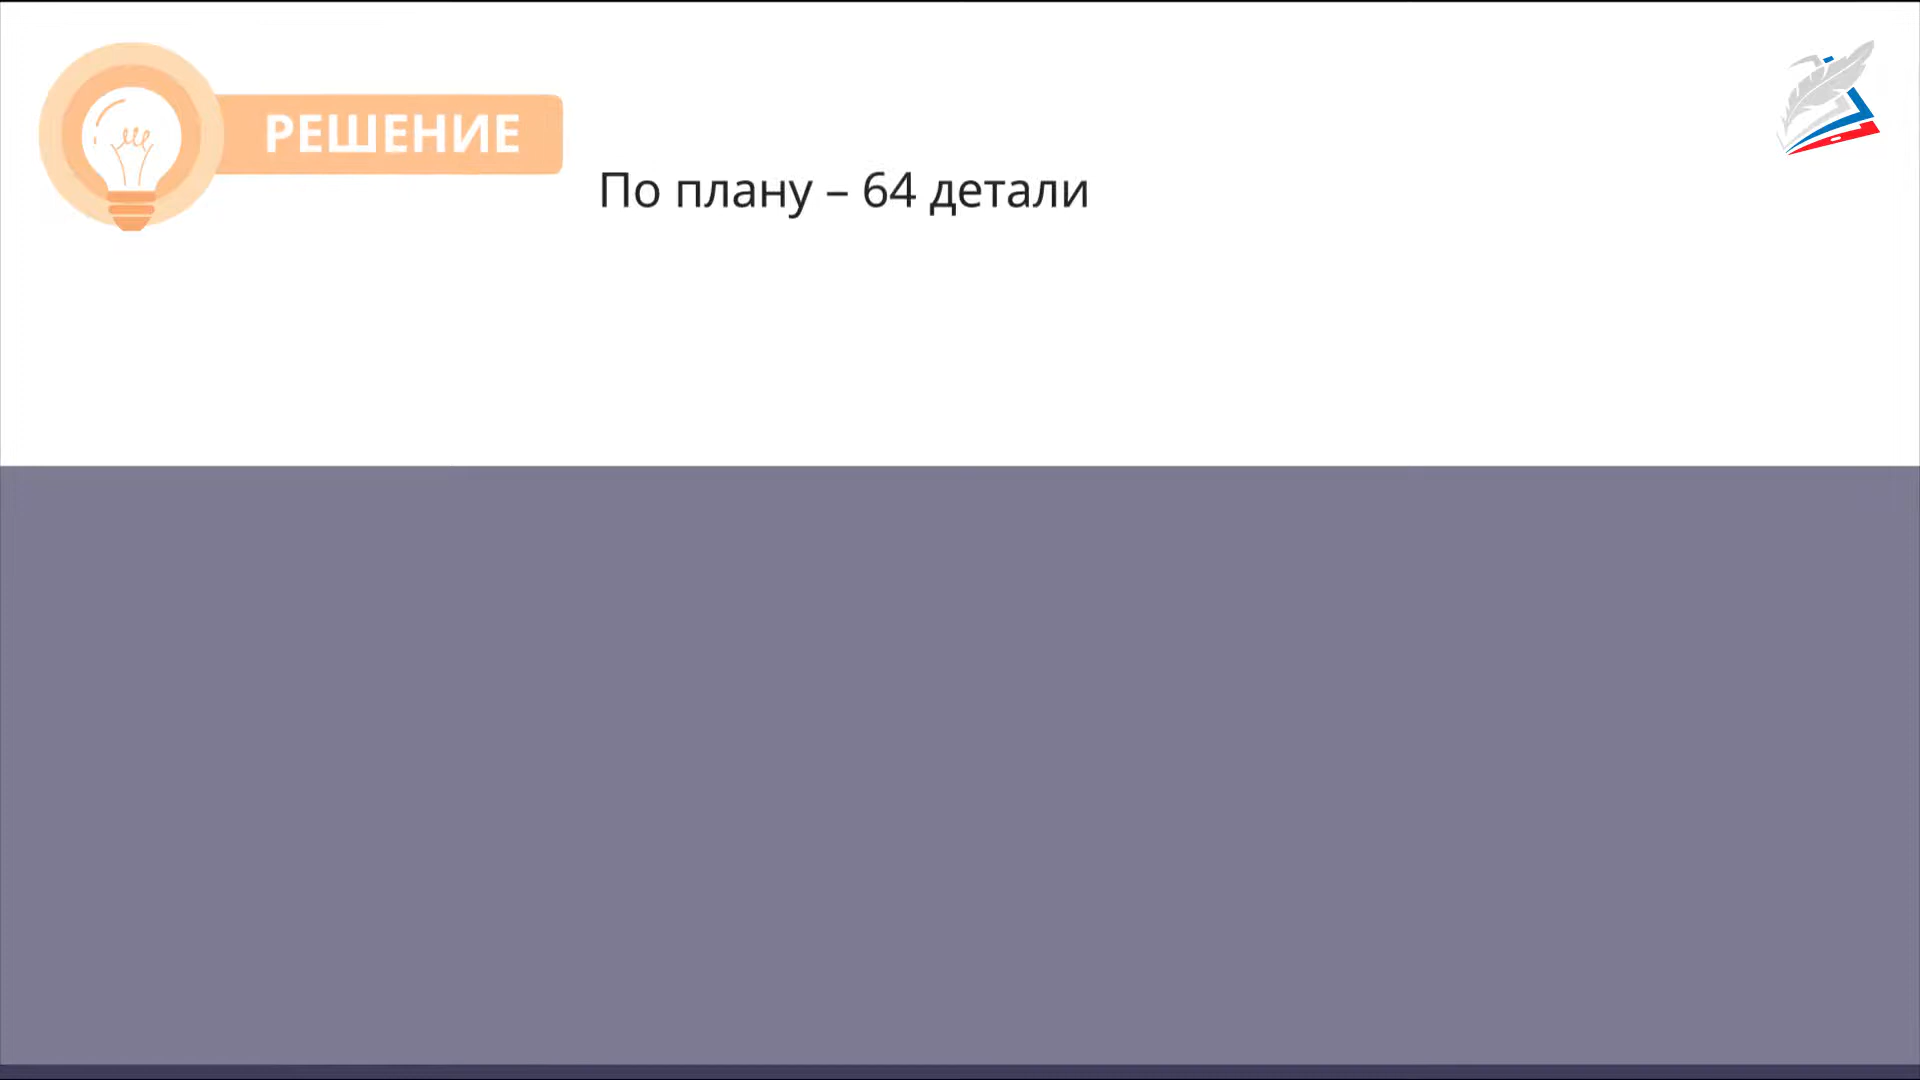 РЕШЕНИЕ
По плану – 64 детали